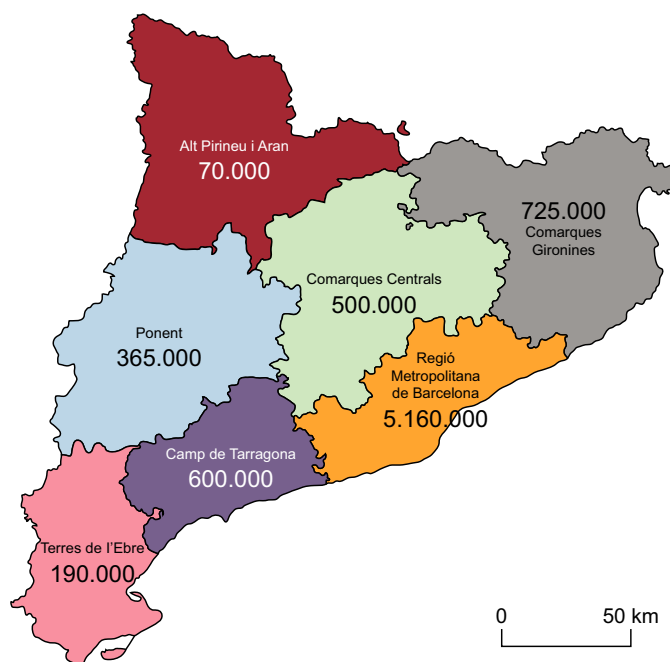 Alt Pirineu i Aran
70.000
725.000
Comarques
Gironines
Comarques Centrals
500.000
Ponent
365.000
Regió
Metropolitana
de Barcelona
5.160.000
Camp de Tarragona
600.000
Terres de l'Ebre
190.000
0 50 km